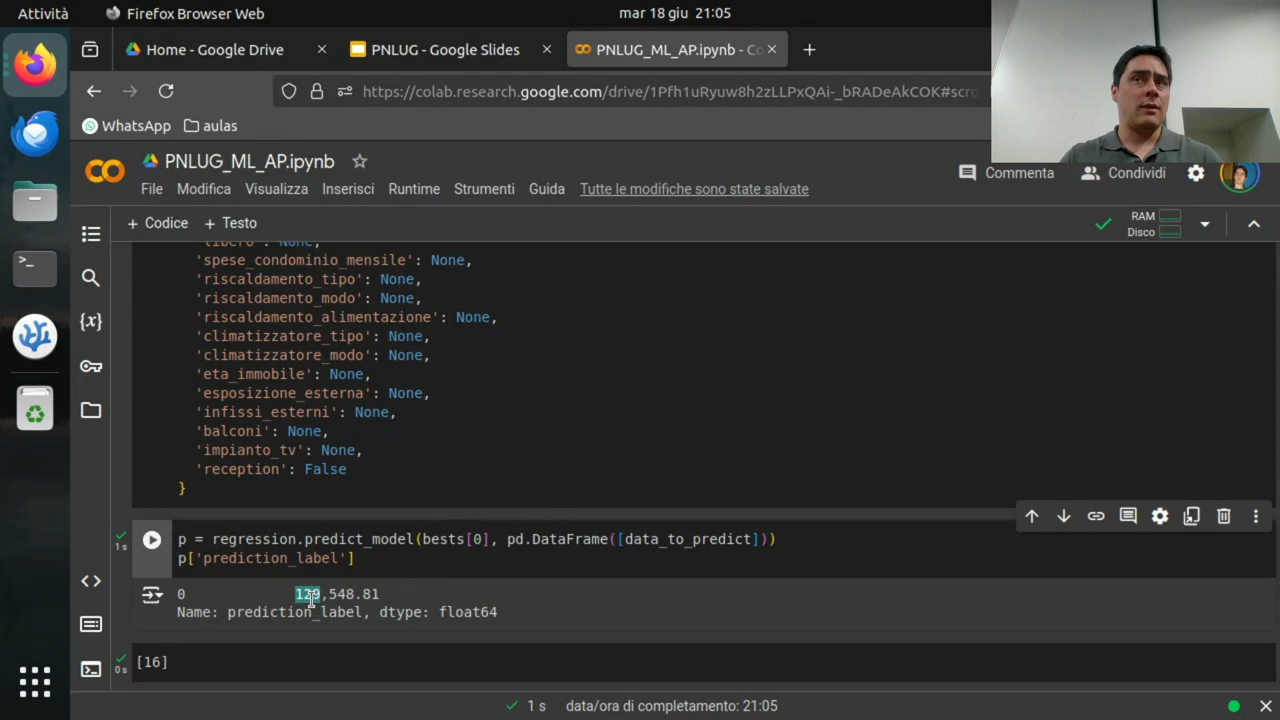 Attività Firefox Browser Web mar 18 giu 21:05
Home - Google Drive PNLUG - Google Slides PNLUG_ML_AP.ipynb - Co
https://colab.research.google.com/drive/1Pfh1uRyuw8h2zLLPxQAi-_bRADeAkCOK#scro
WhatsApp aulas
PNLUG_ML_AP.ipynb
Commenta Condividi
File Modifica Visualizza Inserisci Runtime Strumenti Guida Tutte le modifiche sono state salvate
+ Codice + Testo
RAM
Disco
'libero': None,
'spese_condominio_mensile': None,
'riscaldamento_tipo': None,
'riscaldamento_modo': None,
'riscaldamento_alimentazione': None,
'climatizzatore_tipo': None,
'climatizzatore_modo': None,
'eta_immobile': None,
'esposizione_esterna': None,
'infissi_esterni': None,
'balconi': None,
'impianto_tv': None,
'reception': False
}
1s
p = regression.predict_model(bests[0], pd.DataFrame([data_to_predict]))
p['prediction_label']
0 129,548.81
Name: prediction_label, dtype: float64
0s [16]
1 s data/ora di completamento: 21:05